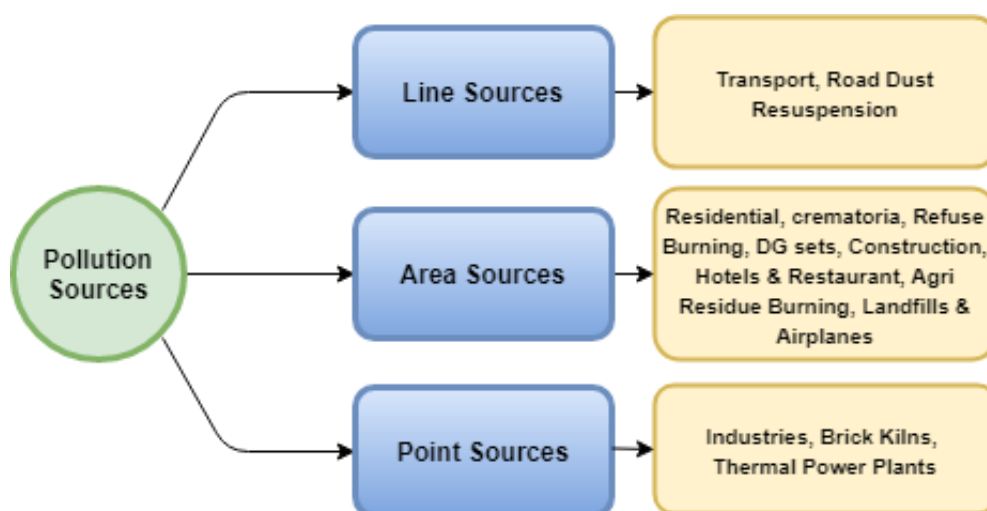 Pollution
Sources
Line Sources
Transport, Road Dust
Resuspension
Area Sources
Residential, crematoria, Refuse
Burning, DG sets, Construction,
Hotels & Restaurant, Agri
Residue Burning, Landfills &
Airplanes
Point Sources
Industries, Brick Kilns,
Thermal Power Plants